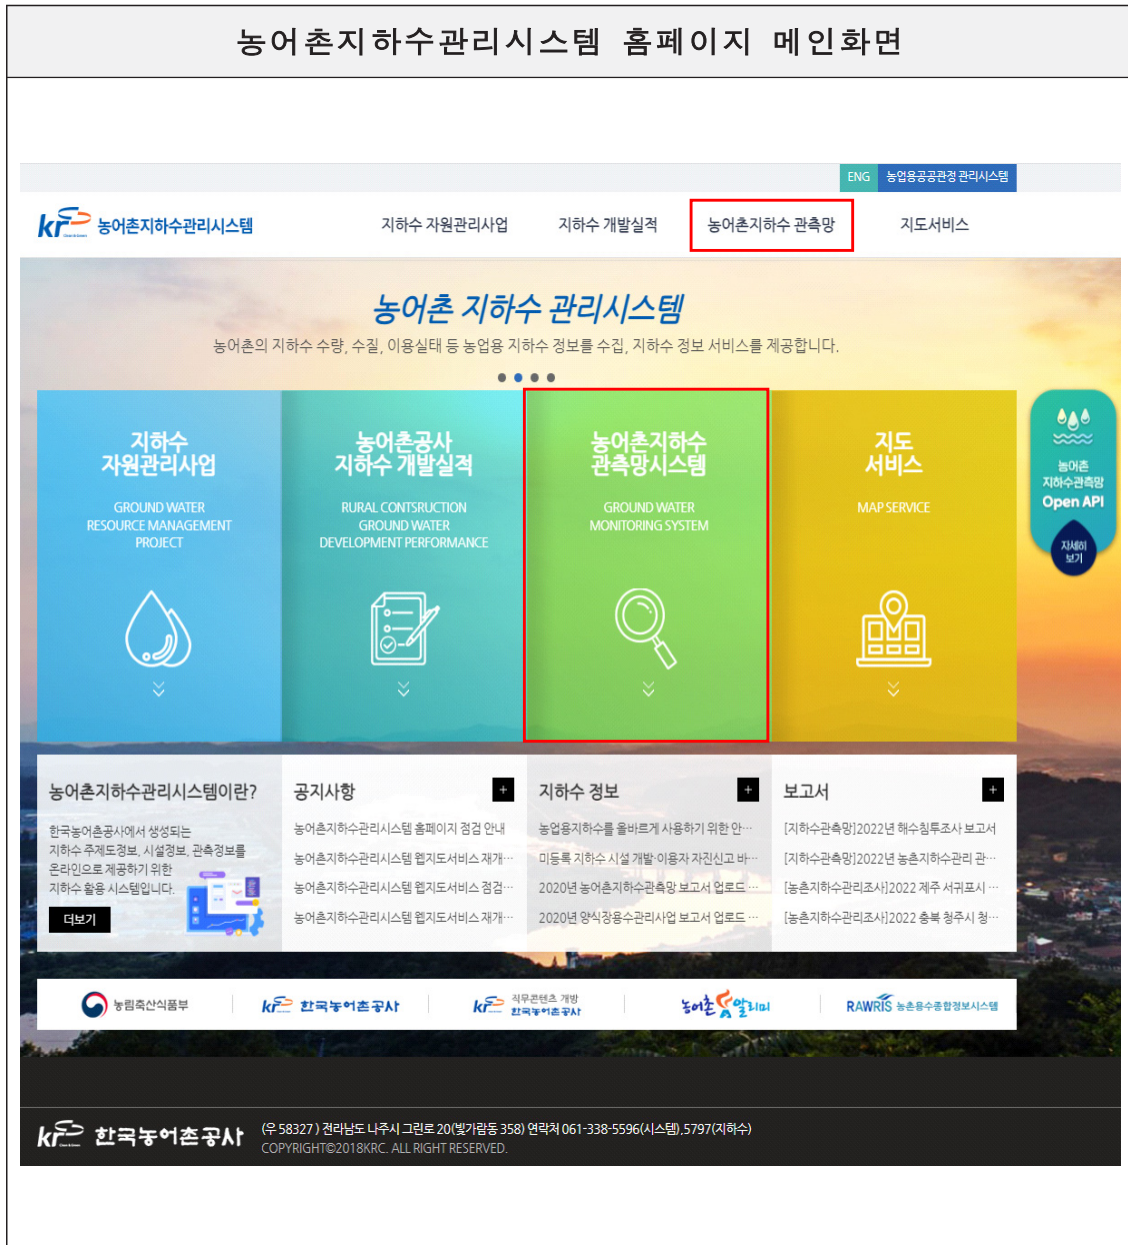 농어촌지하수관리시스템 홈페이지 메인화면
ENG 농업용공공관정 관리시스템
kr 농어촌지하수관리시스템 지하수 자원관리사업 지하수 개발실적 농어촌지하수 관측망 지도서비스
농어촌 지하수 관리시스템
농어촌의 지하수 수량, 수질, 이용실태 등 농업용 지하수 정보를 수집, 지하수 정보 서비스를 제공합니다.
지하수
자원관리사업
GROUND WATER
RESOURCE MANAGEMENT
PROJECT
농어촌공사
지하수 개발실적
RURAL CONTSRUCTION
GROUND WATER
DEVELOPMENT PERFORMANCE
농어촌지하수
관측망시스템
GROUND WATER
MONITORING SYSTEM
지도
서비스
MAP SERVICE
농어촌
지하수관측망
Open API
자세히
보기
농어촌지하수관리시스템이란?
한국농어촌공사에서 생성되는
지하수 주제도정보, 시설정보, 관측정보를
온라인으로 제공하기 위한
지하수 활용 시스템입니다.
더보기
공지사항 +
농어촌지하수관리시스템 홈페이지 점검 안내
농어촌지하수관리시스템 웹지도서비스 재개…
농어촌지하수관리시스템 웹지도서비스 점검…
농어촌지하수관리시스템 웹지도서비스 재개…
지하수 정보 +
농업용지하수를 올바르게 사용하기 위한 안…
미등록 지하수 시설 개발·이용자 자진신고 바…
2020년 농어촌지하수관측망 보고서 업로드 …
2020년 양식장용수관리사업 보고서 업로드 …
보고서 +
[지하수관측망]2022년 해수침투조사 보고서
[지하수관측망]2022년 농촌지하수관리 관…
[농촌지하수관리조사]2022 제주 서귀포시 …
[농촌지하수관리조사]2022 충북 청주시 청…
농림축산식품부
kr 한국농어촌공사
kr 직무콘텐츠 개방
한국농어촌공사
농어촌 알리미
RAWRIS 농촌용수종합정보시스템
kr 한국농어촌공사
(우 58327 ) 전라남도 나주시 그린로 20(빛가람동 358) 연락처 061-338-5596(시스템),5797(지하수)
COPYRIGHT©2018KRC. ALL RIGHT RESERVED.